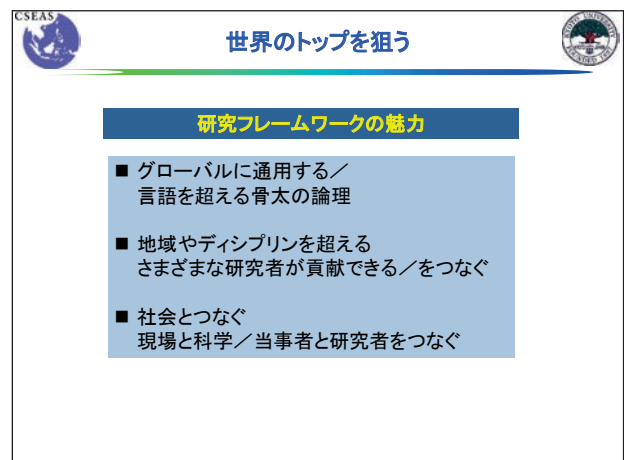 CSEAS
世界のトップを狙う
KYOTO UNIVERSITY
FOUNDED 1897
研究フレームワークの魅力
■ グローバルに通用する／
言語を超える骨太の論理
■ 地域やディシプリンを超える
さまざまな研究者が貢献できる／をつなぐ
■ 社会とつなぐ
現場と科学／当事者と研究者をつなぐ